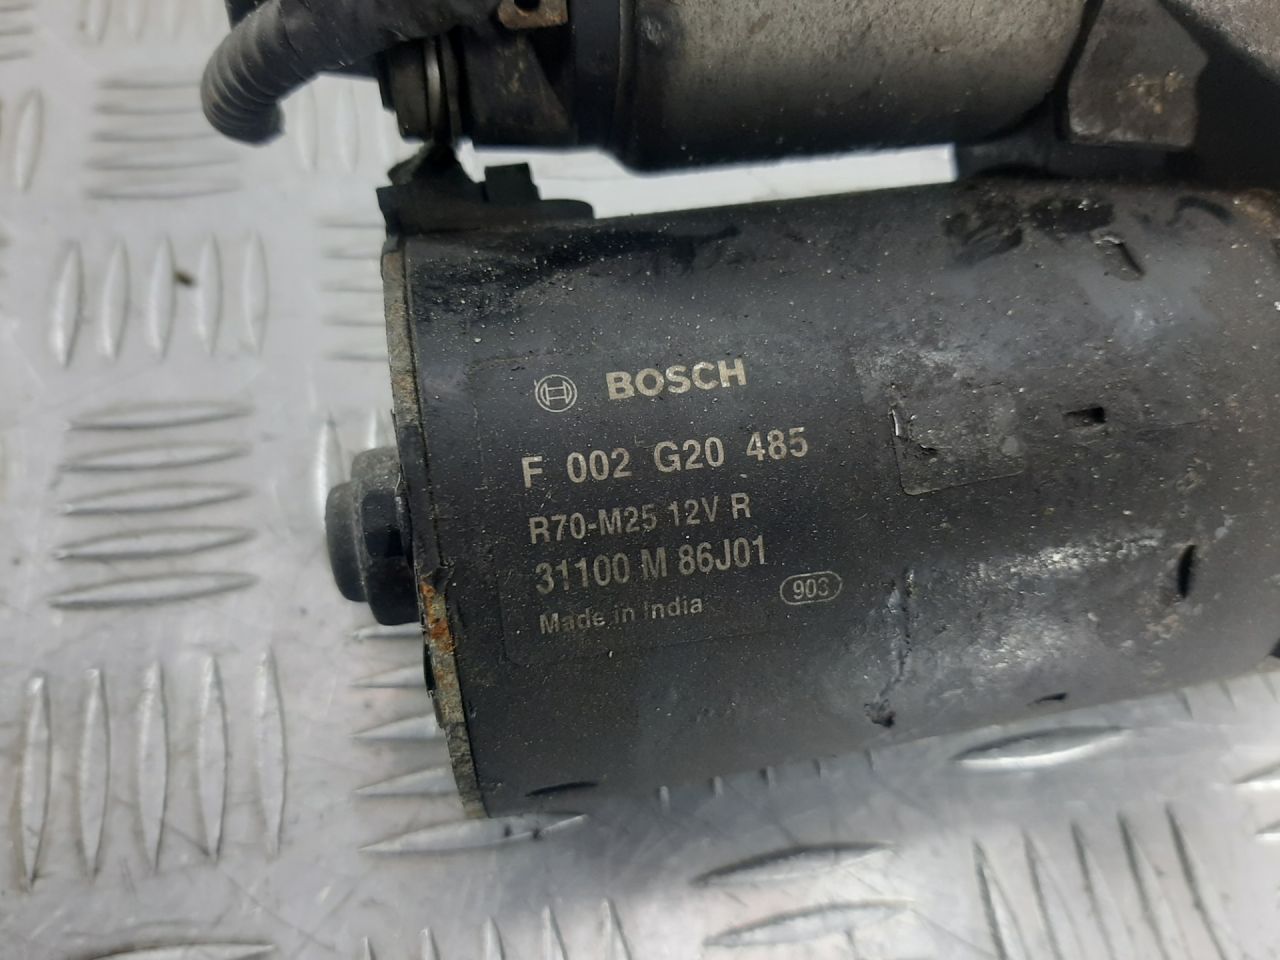 BOSCH
F 002 G20 485
R70-M25 12V R
31100 M 86J01
Made in India 903